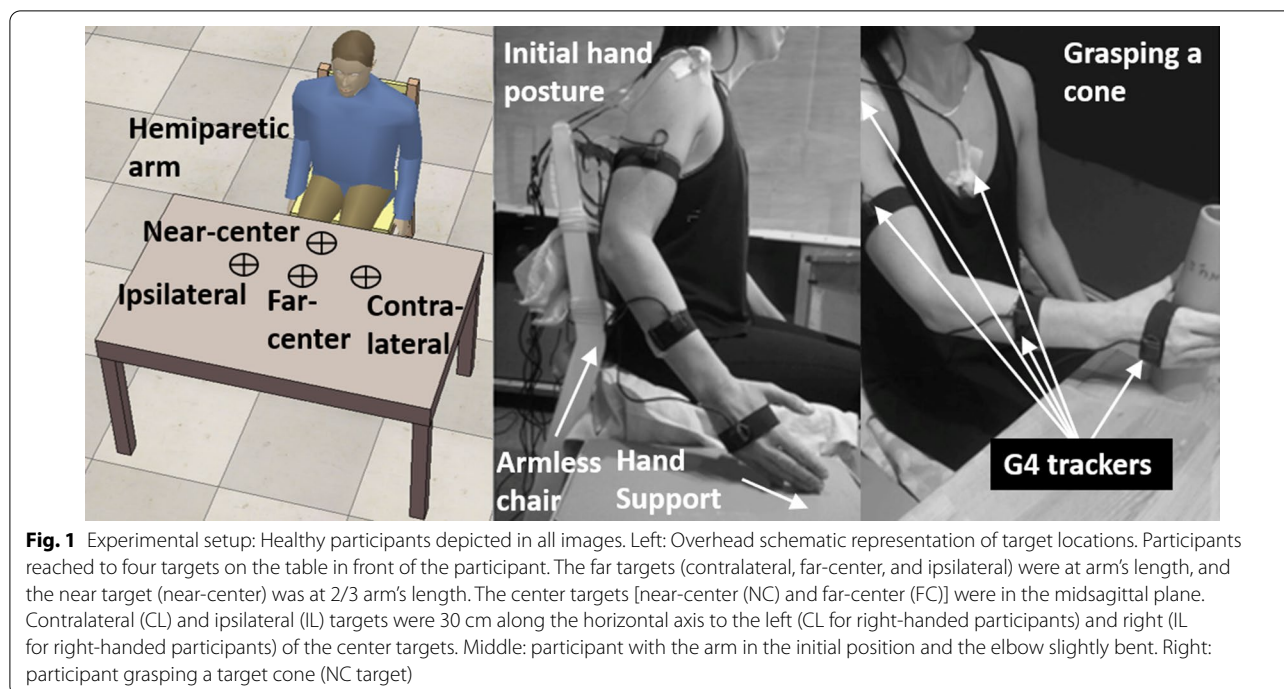 Hemiparetic
arm
Near-center
Ipsilateral
Far-
center
Contra-
lateral
Initial hand
posture
Armless
chair
Hand
Support
Grasping a
cone
G4 trackers
Fig. 1 Experimental setup: Healthy participants depicted in all images. Left: Overhead schematic representation of target locations. Participants
reached to four targets on the table in front of the participant. The far targets (contralateral, far-center, and ipsilateral) were at arm's length, and
the near target (near-center) was at 2/3 arm's length. The center targets [near-center (NC) and far-center (FC)] were in the midsagittal plane.
Contralateral (CL) and ipsilateral (IL) targets were 30 cm along the horizontal axis to the left (CL for right-handed participants) and right (IL
for right-handed participants) of the center targets. Middle: participant with the arm in the initial position and the elbow slightly bent. Right:
participant grasping a target cone (NC target)